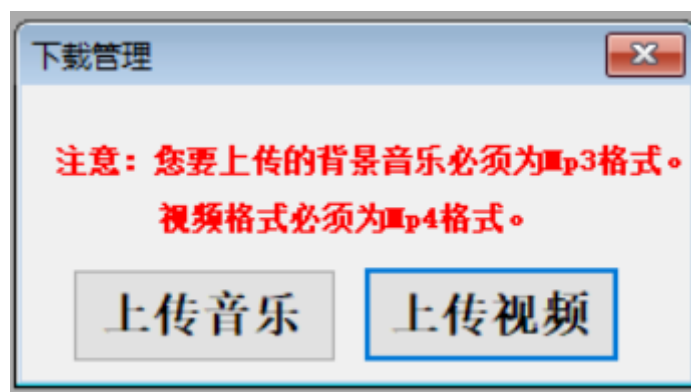 下载管理
注意：您要上传的背景音乐必须为Mp3格式。
视频格式必须为Mp4格式。
上传音乐
上传视频